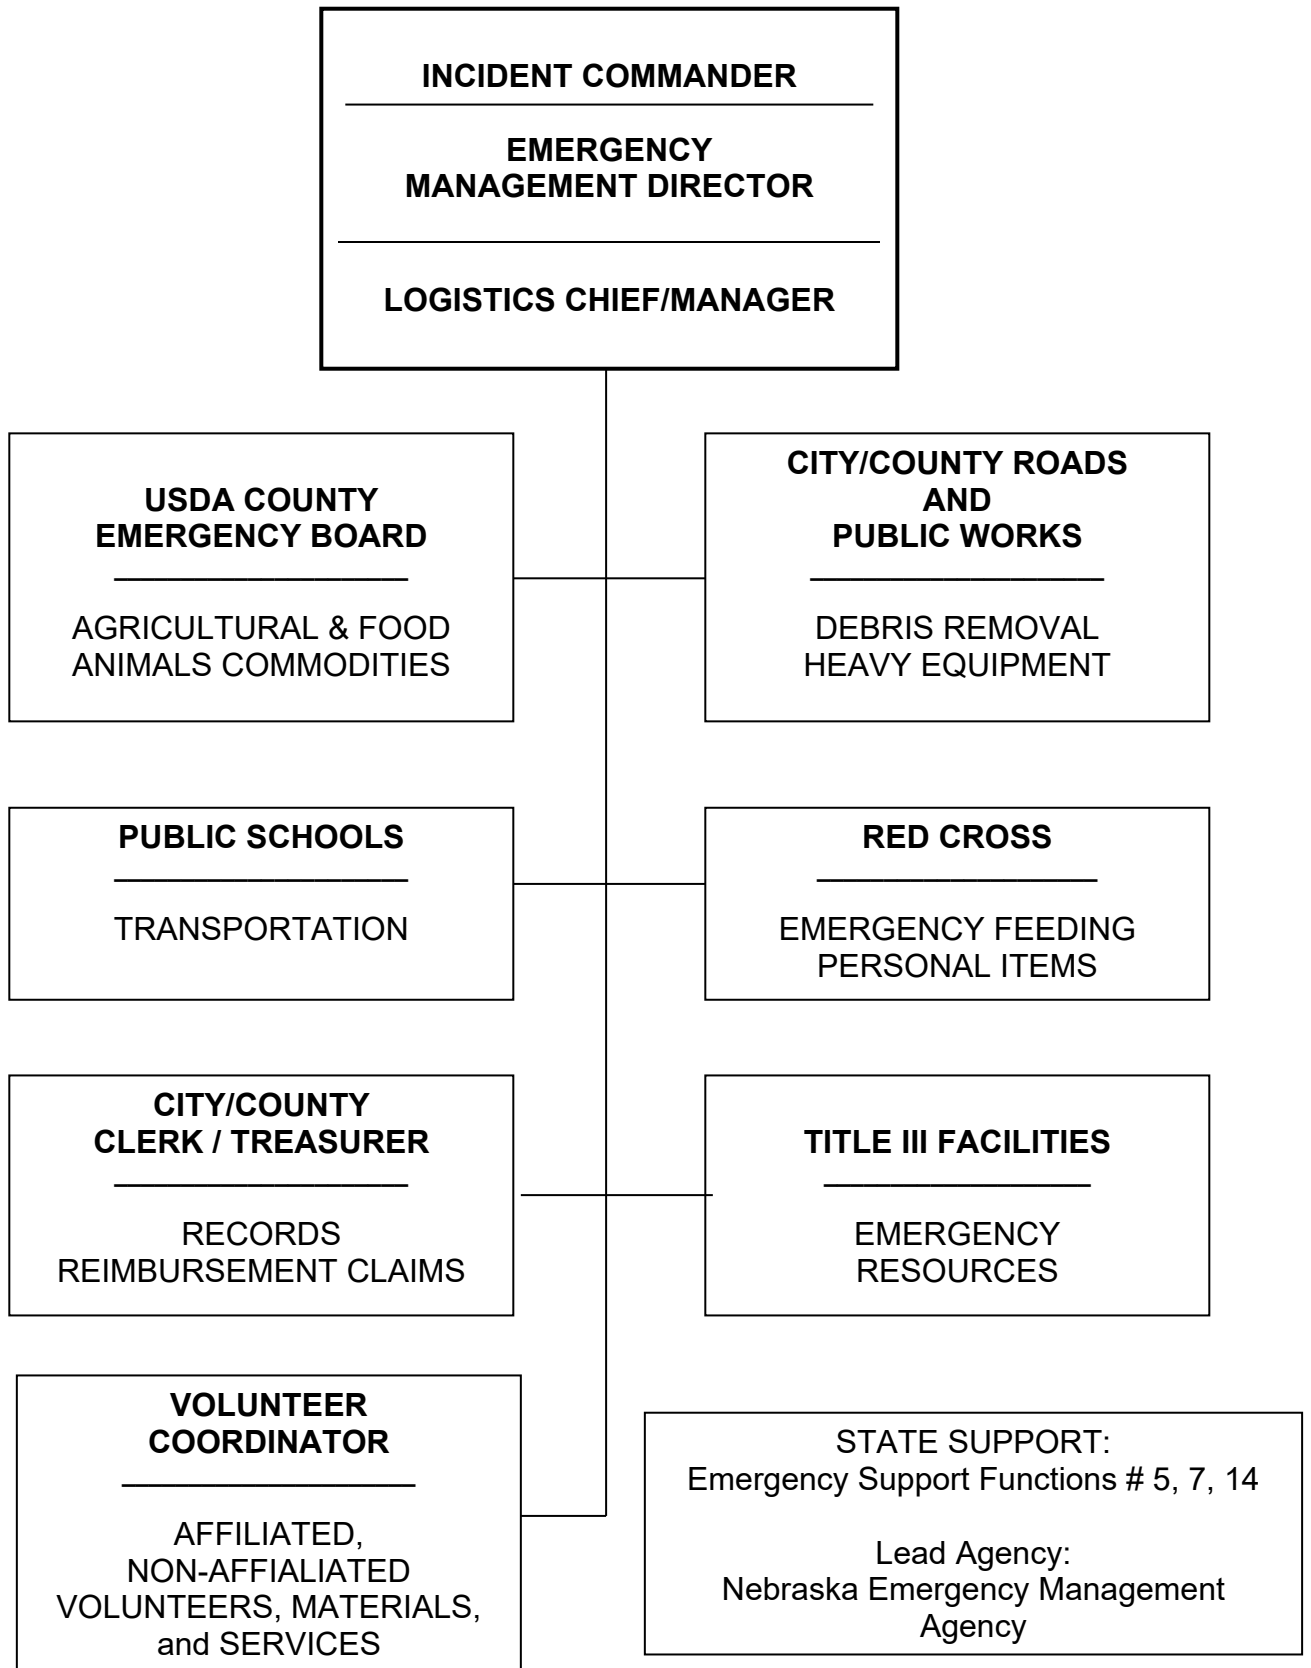 INCIDENT COMMANDER
EMERGENCY
MANAGEMENT DIRECTOR
LOGISTICS CHIEF/MANAGER
USDA COUNTY
EMERGENCY BOARD
AGRICULTURAL & FOOD
ANIMALS COMMODITIES
CITY/COUNTY ROADS
AND
PUBLIC WORKS
DEBRIS REMOVAL
HEAVY EQUIPMENT
PUBLIC SCHOOLS
TRANSPORTATION
RED CROSS
EMERGENCY FEEDING
PERSONAL ITEMS
CITY/COUNTY
CLERK / TREASURER
RECORDS
REIMBURSEMENT CLAIMS
TITLE III FACILITIES
EMERGENCY
RESOURCES
VOLUNTEER
COORDINATOR
AFFILIATED,
NON-AFFIALIATED
VOLUNTEERS, MATERIALS,
and SERVICES
STATE SUPPORT:
Emergency Support Functions # 5, 7, 14
Lead Agency:
Nebraska Emergency Management
Agency